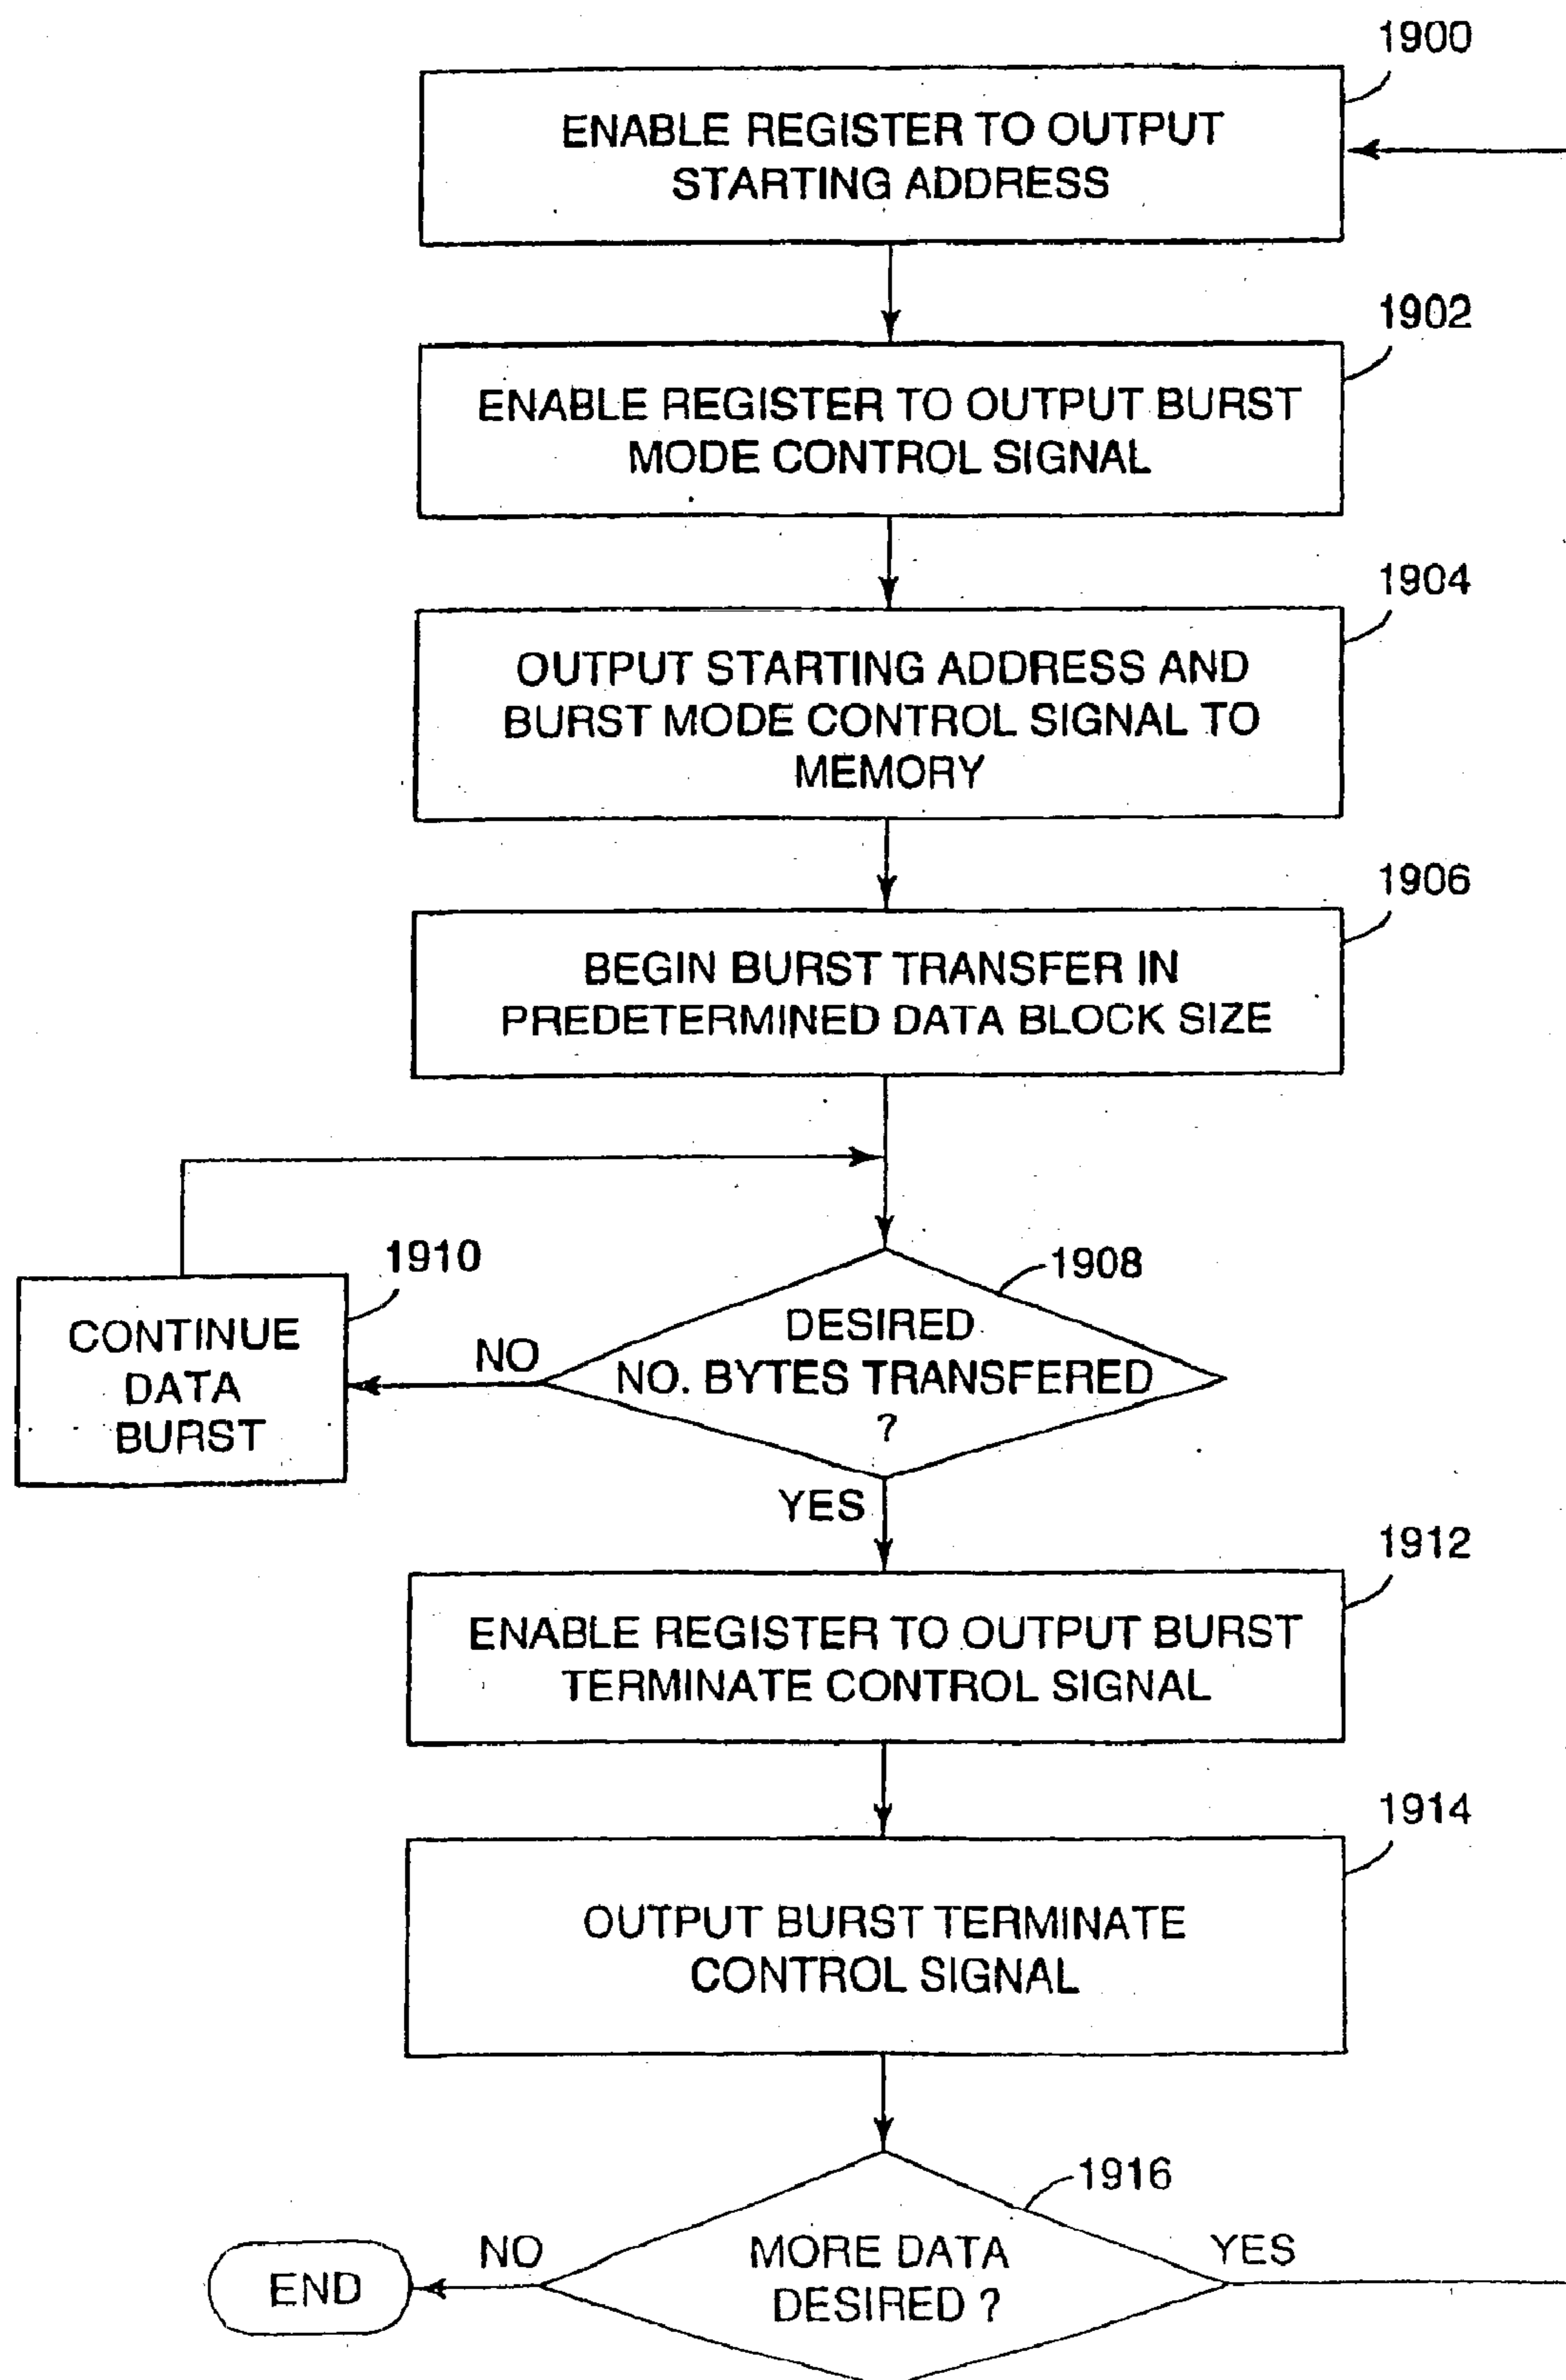 1900
ENABLE REGISTER TO OUTPUT
STARTING ADDRESS
1902
ENABLE REGISTER TO OUTPUT BURST
MODE CONTROL SIGNAL
1904
OUTPUT STARTING ADDRESS AND
BURST MODE CONTROL SIGNAL TO
MEMORY
1906
BEGIN BURST TRANSFER IN
PREDETERMINED DATA BLOCK SIZE
1910
CONTINUE
DATA
BURST
NO
1908
DESIRED
NO. BYTES TRANSFERED
?
YES
1912
ENABLE REGISTER TO OUTPUT BURST
TERMINATE CONTROL SIGNAL
1914
OUTPUT BURST TERMINATE
CONTROL SIGNAL
1916
MORE DATA
DESIRED ?
NO
YES
END